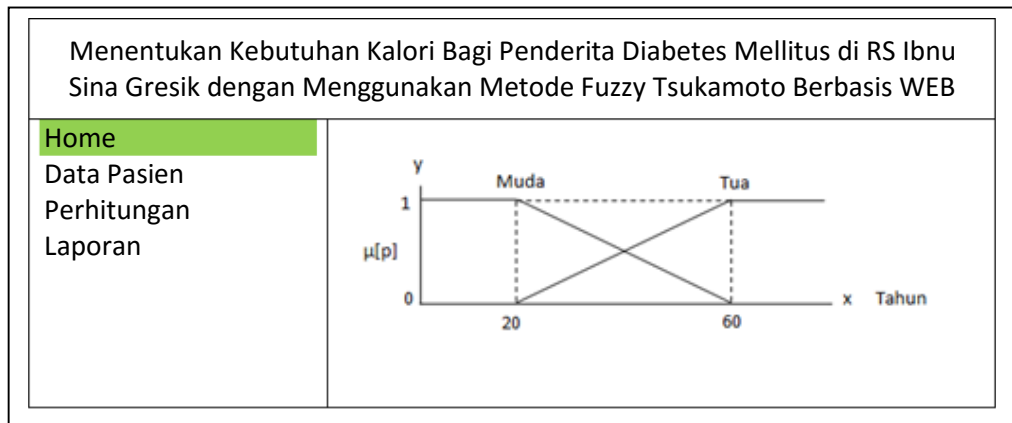 Menentukan Kebutuhan Kalori Bagi Penderita Diabetes Mellitus di RS Ibnu
Sina Gresik dengan Menggunakan Metode Fuzzy Tsukamoto Berbasis WEB
Home
Data Pasien
Perhitungan
Laporan
y
Muda
Tua
1
μ[p]
0
x
Tahun
20
60